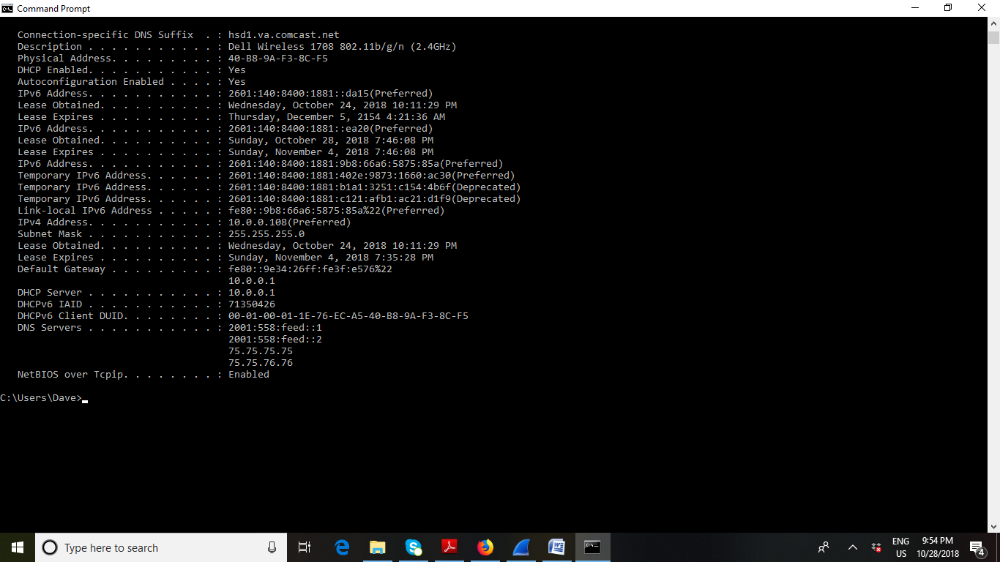 Command Prompt
Connection-specific DNS Suffix  . : hsd1.va.comcast.net
Description . . . . . . . . . . . : Dell Wireless 1708 802.11b/g/n (2.4GHz)
Physical Address. . . . . . . . . : 40-B8-9A-F3-8C-F5
DHCP Enabled. . . . . . . . . . . : Yes
Autoconfiguration Enabled . . . . : Yes
IPv6 Address. . . . . . . . . . . : 2601:140:8400:1881::da15(Preferred)
Lease Obtained. . . . . . . . . . : Wednesday, October 24, 2018 10:11:29 PM
Lease Expires . . . . . . . . . . : Thursday, December 5, 2154 4:21:36 AM
IPv6 Address. . . . . . . . . . . : 2601:140:8400:1881::ea20(Preferred)
Lease Obtained. . . . . . . . . . : Sunday, October 28, 2018 7:46:08 PM
Lease Expires . . . . . . . . . . : Sunday, November 4, 2018 7:46:08 PM
IPv6 Address. . . . . . . . . . . : 2601:140:8400:1881:9b8:66a6:5875:85a(Preferred)
Temporary IPv6 Address. . . . . . : 2601:140:8400:1881:402e:9873:1660:ac30(Preferred)
Temporary IPv6 Address. . . . . . : 2601:140:8400:1881:b1a1:3251:c154:4b6f(Deprecated)
Temporary IPv6 Address. . . . . . : 2601:140:8400:1881:c121:afb1:ac21:d1f9(Deprecated)
Link-local IPv6 Address . . . . . : fe80::9b8:66a6:5875:85a%22(Preferred)
IPv4 Address. . . . . . . . . . . : 10.0.0.108(Preferred)
Subnet Mask . . . . . . . . . . . : 255.255.255.0
Lease Obtained. . . . . . . . . . : Wednesday, October 24, 2018 10:11:29 PM
Lease Expires . . . . . . . . . . : Sunday, November 4, 2018 7:35:28 PM
Default Gateway . . . . . . . . . : fe80::9e34:26ff:fe3f:e576%22
10.0.0.1
DHCP Server . . . . . . . . . . . : 10.0.0.1
DHCPv6 IAID . . . . . . . . . . . : 71350426
DHCPv6 Client DUID. . . . . . . . : 00-01-00-01-1E-76-EC-A5-40-B8-9A-F3-8C-F5
DNS Servers . . . . . . . . . . . : 2001:558:feed::1
2001:558:feed::2
75.75.75.75
75.75.76.76
NetBIOS over Tcpip. . . . . . . . : Enabled
C:\Users\Dave>
Type here to search
ENG
US
9:54 PM
10/28/2018
4